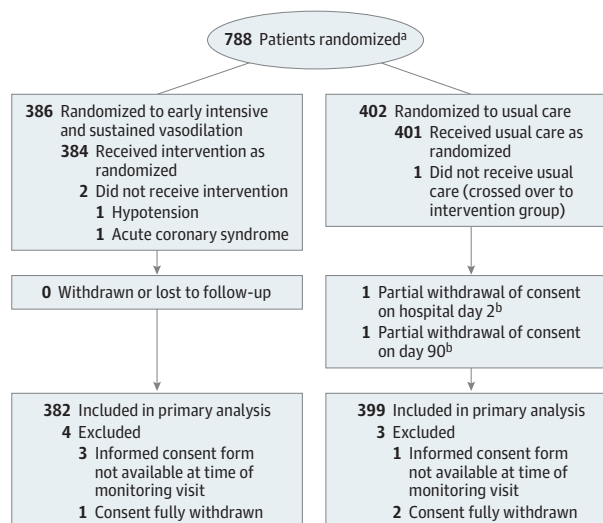 788 Patients randomizedᵃ
386 Randomized to early intensive
and sustained vasodilation
384 Received intervention as
randomized
2 Did not receive intervention
1 Hypotension
1 Acute coronary syndrome
402 Randomized to usual care
401 Received usual care as
randomized
1 Did not receive usual
care (crossed over to
intervention group)
0 Withdrawn or lost to follow-up
1 Partial withdrawal of consent
on hospital day 2ᵇ
1 Partial withdrawal of consent
on day 90ᵇ
382 Included in primary analysis
4 Excluded
3 Informed consent form
not available at time of
monitoring visit
1 Consent fully withdrawn
399 Included in primary analysis
3 Excluded
1 Informed consent form
not available at time of
monitoring visit
2 Consent fully withdrawn